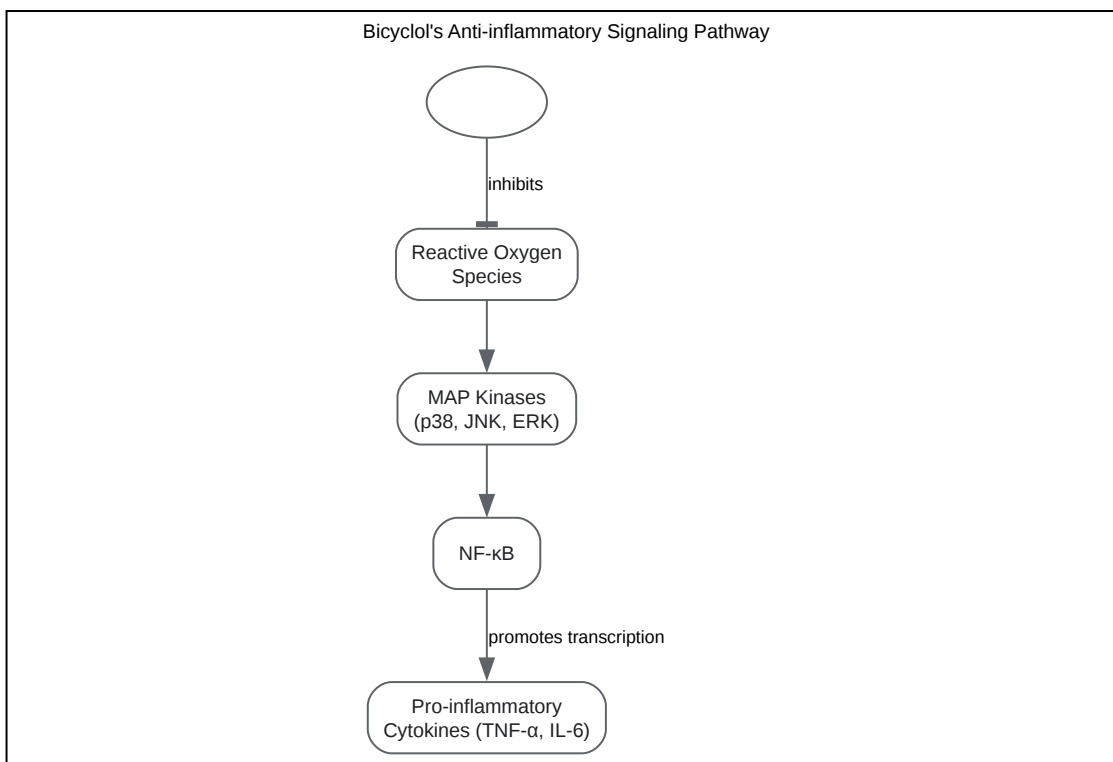 Bicyclol's Anti-inflammatory Signaling Pathway
inhibits
Reactive Oxygen
Species
MAP Kinases
(p38, JNK, ERK)
NF-κB
promotes transcription
Pro-inflammatory
Cytokines (TNF-α, IL-6)